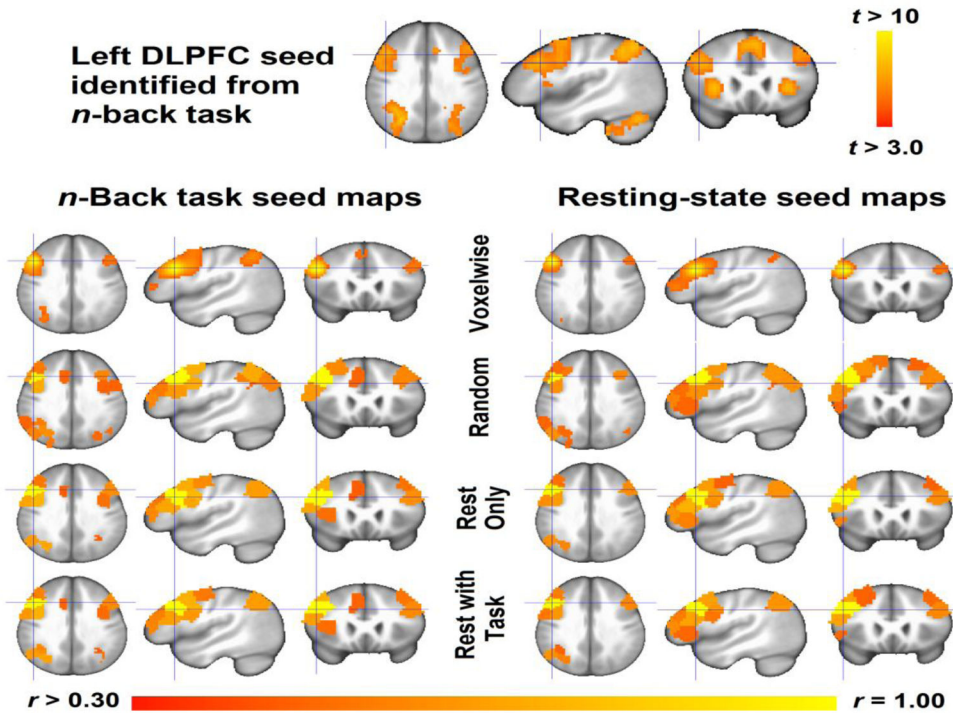 Left DLPFC seed
identified from
n-back task
t > 10
t > 3.0
n-Back task seed maps
Resting-state seed maps
Voxelwise
Random
Rest
Only
Rest with
Task
r > 0.30
r = 1.00